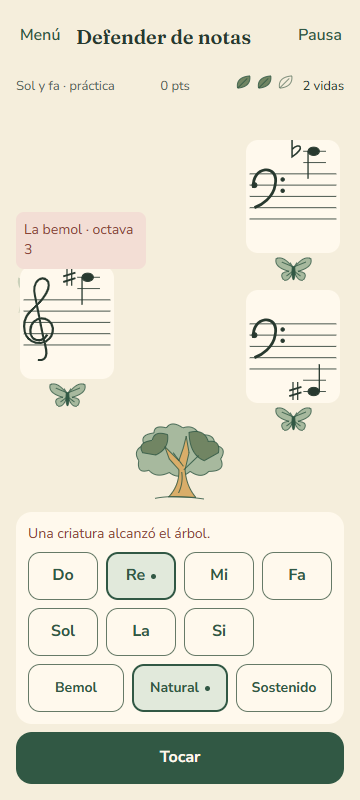 Menú
Defender de notas
Pausa
Sol y fa · práctica
0 pts
2 vidas
La bemol · octava
3
Una criatura alcanzó el árbol.
Do
Re •
Mi
Fa
Sol
La
Si
Bemol
Natural •
Sostenido
Tocar